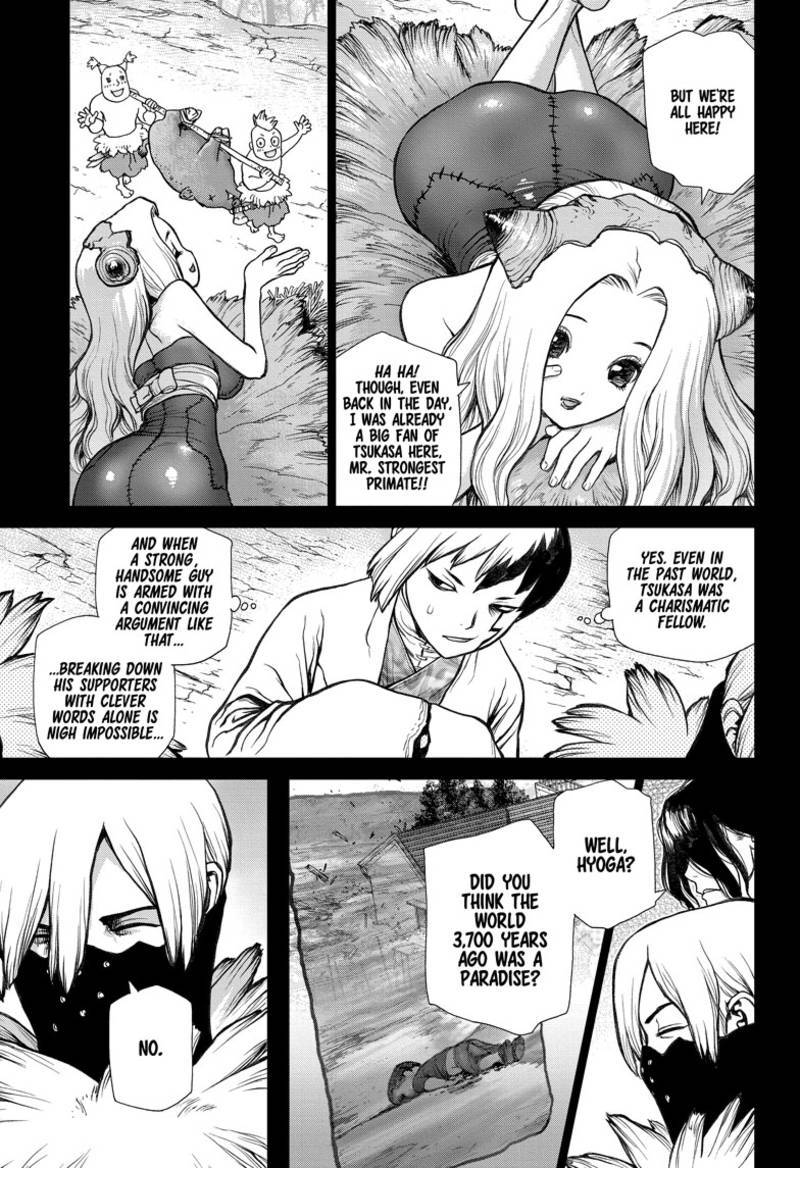 BUT WE'RE
ALL HAPPY
HERE!
HA HA!
THOUGH, EVEN
BACK IN THE DAY,
I WAS ALREADY
A BIG FAN OF
TSUKASA HERE,
MR. STRONGEST
PRIMATE!!
YES. EVEN IN
THE PAST WORLD,
TSUKASA WAS
A CHARISMATIC
FELLOW.
AND WHEN
A STRONG,
HANDSOME GUY
IS ARMED WITH
A CONVINCING
ARGUMENT LIKE
THAT...
...BREAKING DOWN
HIS SUPPORTERS
WITH CLEVER
WORDS ALONE IS
NIGH IMPOSSIBLE...
WELL,
HYOGA?
DID YOU
THINK THE
WORLD
3,700 YEARS
AGO WAS A
PARADISE?
NO.